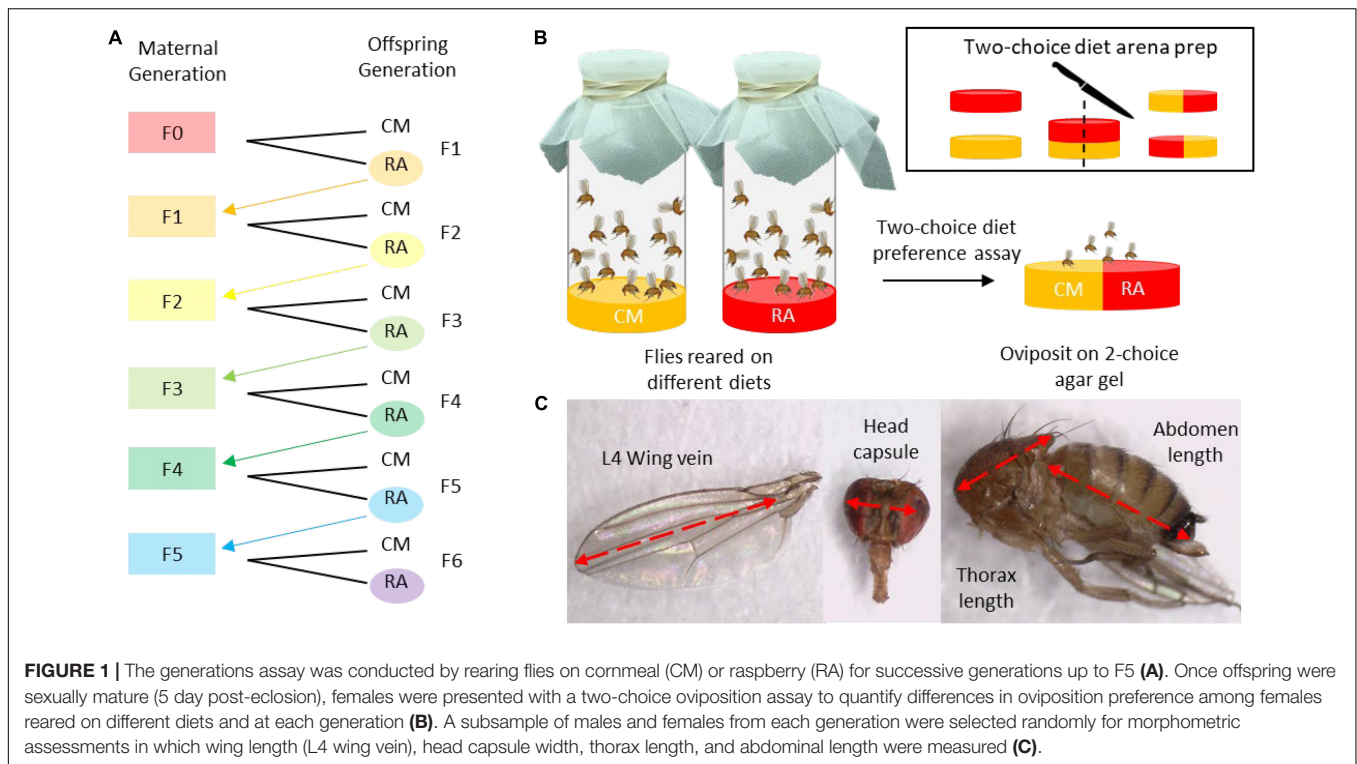 A
Maternal
Generation
Offspring
Generation
F0
CM
RA
F1
F1
CM
RA
F2
F2
CM
RA
F3
F3
CM
RA
F4
F4
CM
RA
F5
F5
CM
RA
F6
B
CM
RA
Flies reared on
different diets
Two-choice diet arena prep
Two-choice diet
preference assay
CM
RA
Oviposit on 2-choice
agar gel
C
L4 Wing vein
Head
capsule
Abdomen
length
Thorax
length
FIGURE 1 | The generations assay was conducted by rearing flies on cornmeal (CM) or raspberry (RA) for successive generations up to F5 (A). Once offspring were
sexually mature (5 day post-eclosion), females were presented with a two-choice oviposition assay to quantify differences in oviposition preference among females
reared on different diets and at each generation (B). A subsample of males and females from each generation were selected randomly for morphometric
assessments in which wing length (L4 wing vein), head capsule width, thorax length, and abdominal length were measured (C).